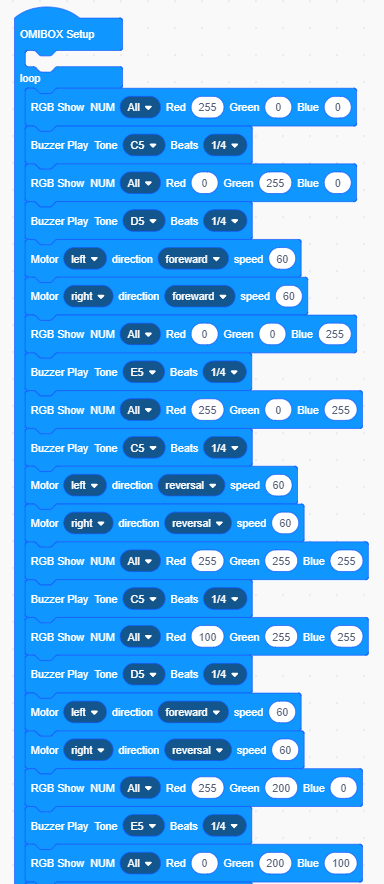 OMIBOX Setup
loop
RGB Show NUM All Red 255 Green 0 Blue 0
Buzzer Play Tone C5 Beats 1/4
RGB Show NUM All Red 0 Green 255 Blue 0
Buzzer Play Tone D5 Beats 1/4
Motor left direction forward speed 60
Motor right direction forward speed 60
RGB Show NUM All Red 0 Green 0 Blue 255
Buzzer Play Tone E5 Beats 1/4
RGB Show NUM All Red 255 Green 0 Blue 255
Buzzer Play Tone C5 Beats 1/4
Motor left direction reversal speed 60
Motor right direction reversal speed 60
RGB Show NUM All Red 255 Green 255 Blue 255
Buzzer Play Tone C5 Beats 1/4
RGB Show NUM All Red 100 Green 255 Blue 255
Buzzer Play Tone D5 Beats 1/4
Motor left direction forward speed 60
Motor right direction reversal speed 60
RGB Show NUM All Red 255 Green 200 Blue 0
Buzzer Play Tone E5 Beats 1/4
RGB Show NUM All Red 0 Green 200 Blue 100